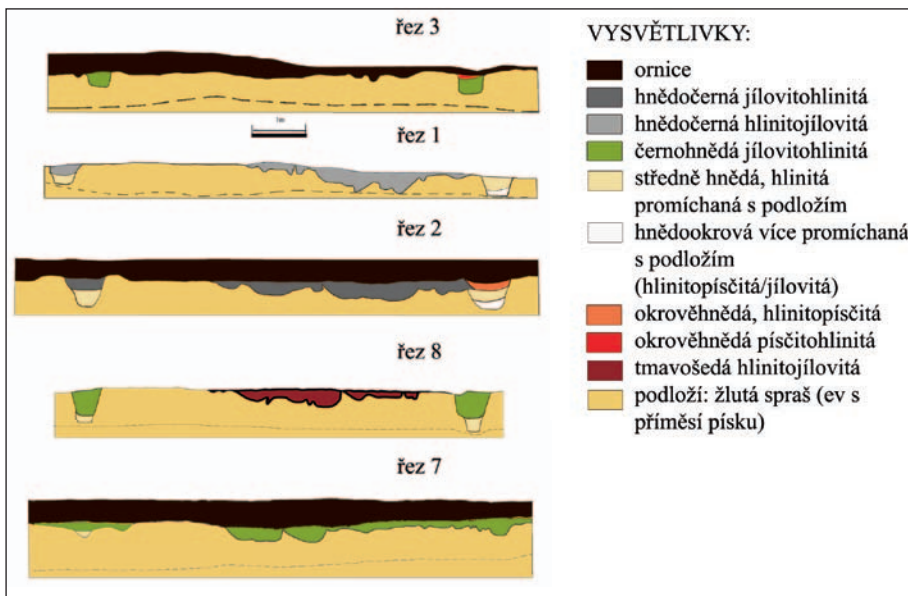 řez 3
řez 1
řez 2
řez 8
řez 7
VYSVĚTLIVKY:
ornice
hnědočerná jílovitohlinitá
hnědočerná hlinitojílovitá
černohnědá jílovitohlinitá
středně hnědá, hlinitá
promíchaná s podložím
hnědookrová více promíchaná
s podložím
(hlinitopísčitá/jílovitá)
okrověhnědá, hlinitopísčitá
okrověhnědá písčitohlinitá
tmavošedá hlinitojílovitá
podloží: žlutá spraš (ev s
příměsí písku)